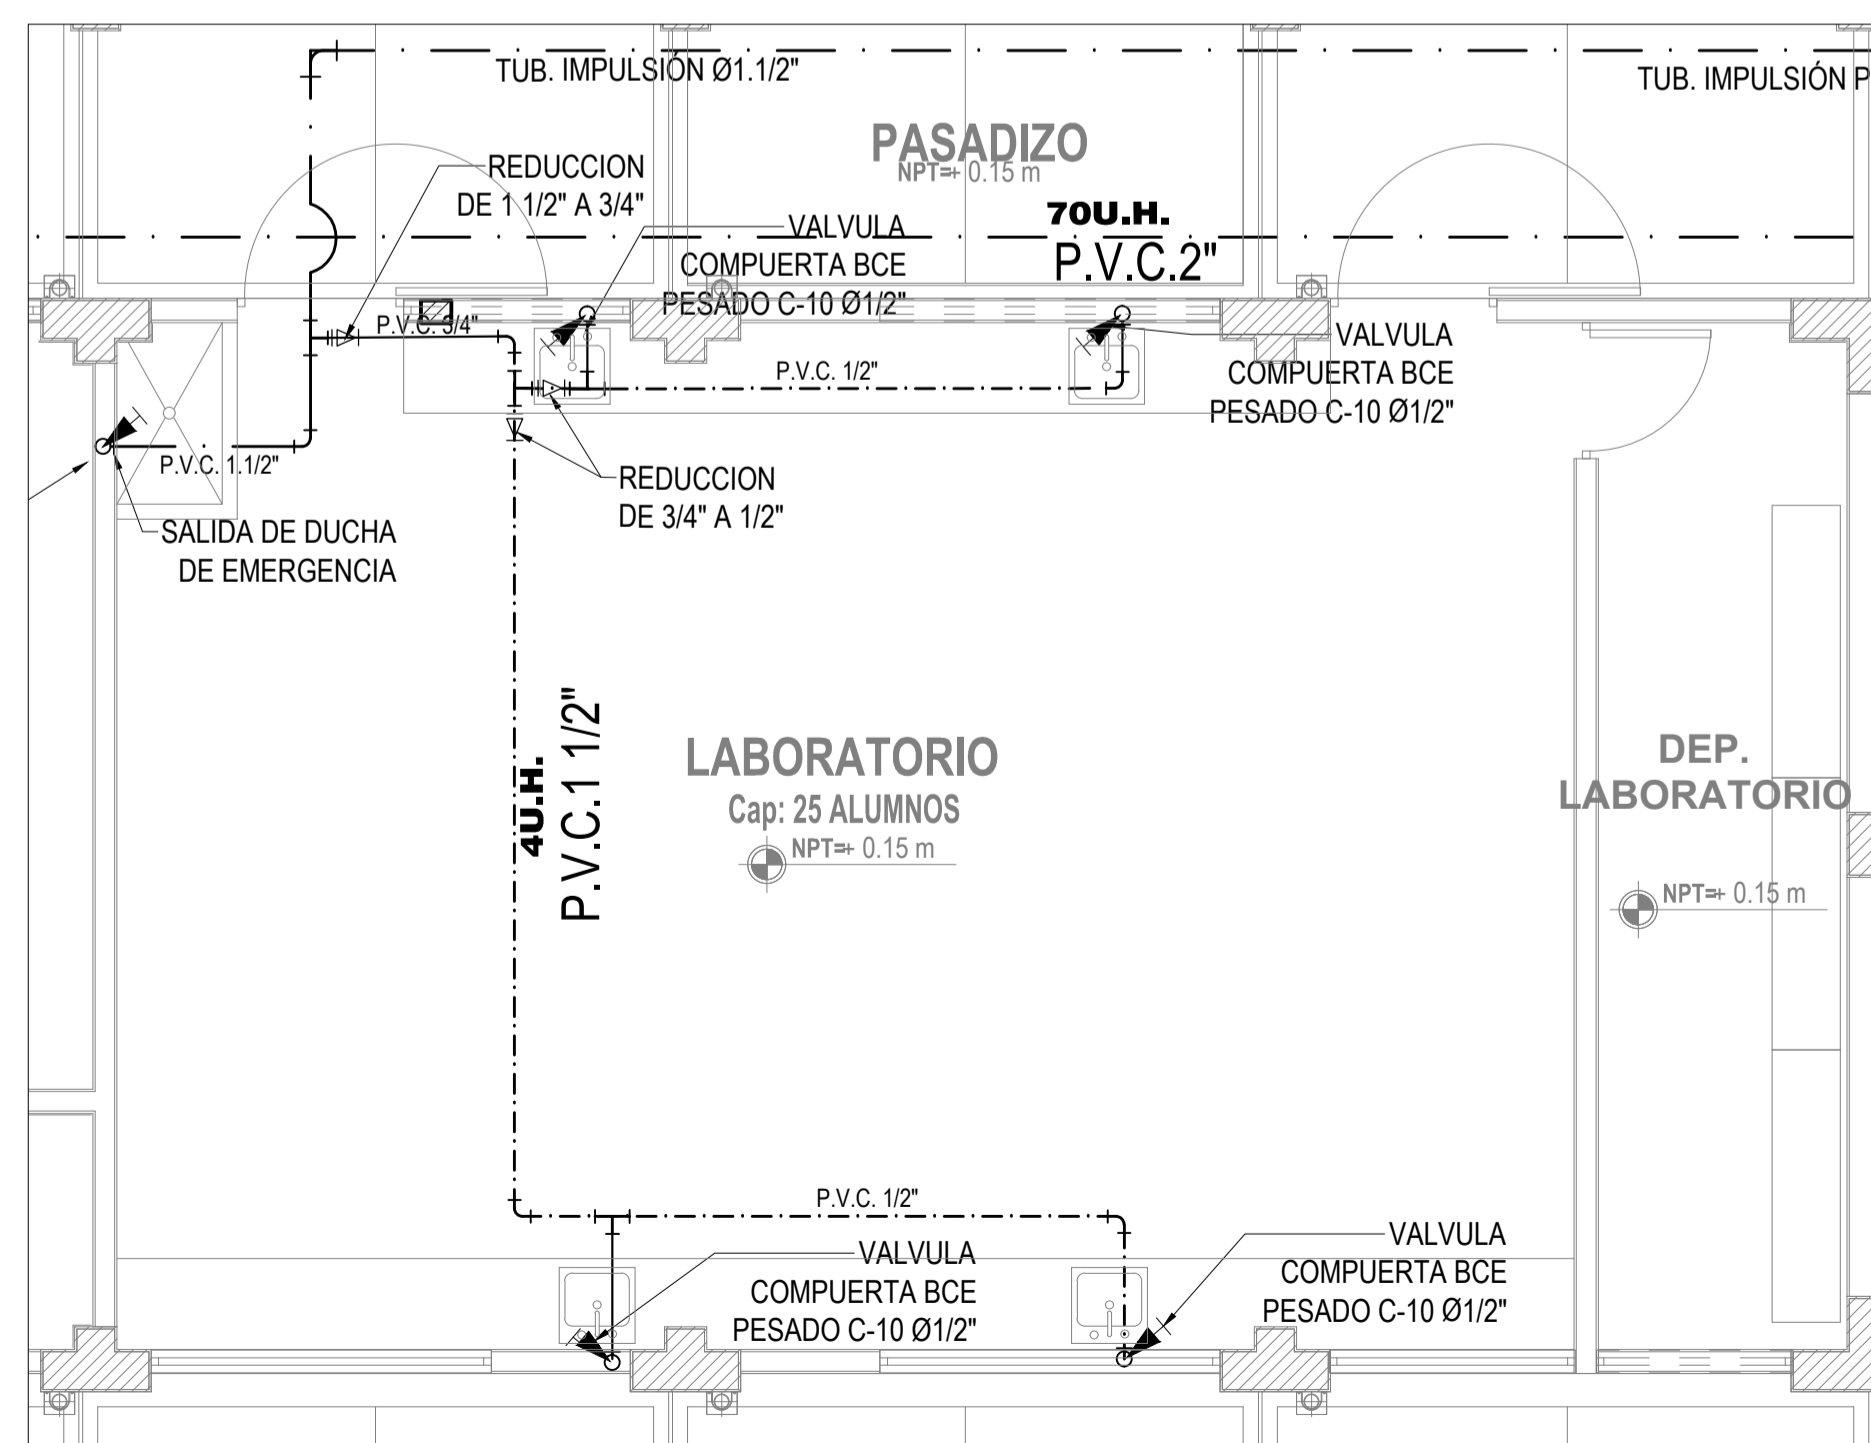 TUB. IMPULSIÓN Ø1.1/2"
TUB. IMPULSIÓN P
PASADIZO
NPT=+ 0.15 m
REDUCCION
DE 1 1/2" A 3/4"
VALVULA
COMPUERTA BCE
PESADO C-10 Ø1/2"
70U.H.
P.V.C.2"
P.V.C. 3/4"
VALVULA
COMPUERTA BCE
PESADO C-10 Ø1/2"
P.V.C. 1/2"
P.V.C. 1.1/2"
REDUCCION
DE 3/4" A 1/2"
SALIDA DE DUCHA
DE EMERGENCIA
4U.H.
P.V.C.1 1/2"
LABORATORIO
Cap: 25 ALUMNOS
NPT=+ 0.15 m
DEP.
LABORATORIO
NPT=+ 0.15 m
P.V.C. 1/2"
VALVULA
COMPUERTA BCE
PESADO C-10 Ø1/2"
VALVULA
COMPUERTA BCE
PESADO C-10 Ø1/2"